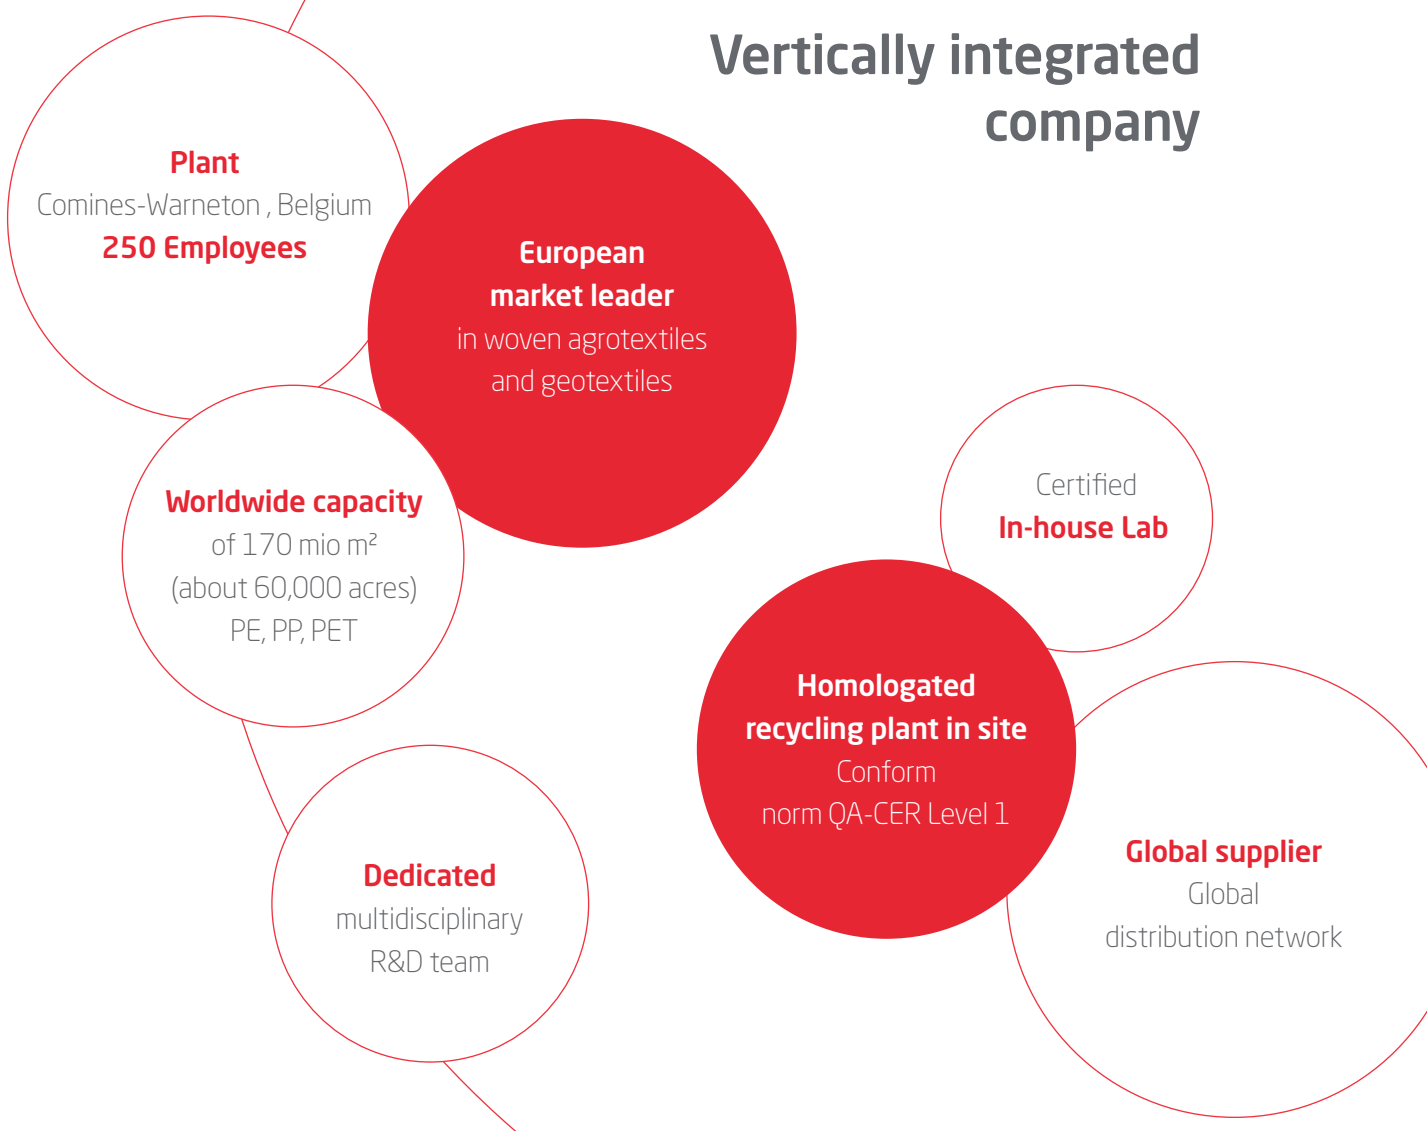 Vertically integrated
company
Plant
Comines-Warneton , Belgium
250 Employees
European
market leader
in woven agrotextiles
and geotextiles
Worldwide capacity
of 170 mio m²
(about 60,000 acres)
PE, PP, PET
Certified
In-house Lab
Homologated
recycling plant in site
Conform
norm QA-CER Level 1
Dedicated
multidisciplinary
R&D team
Global supplier
Global
distribution network